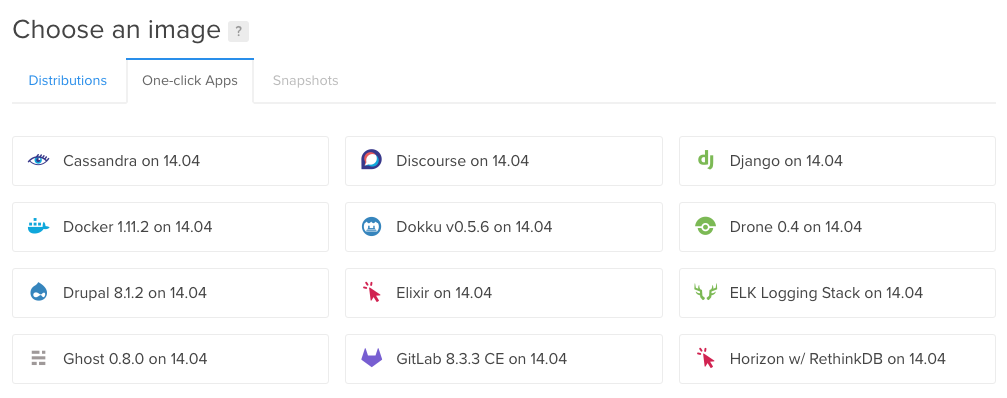 Choose an image ?
Distributions One-click Apps Snapshots
Cassandra on 14.04 Discourse on 14.04 Django on 14.04
Docker 1.11.2 on 14.04 Dokku v0.5.6 on 14.04 Drone 0.4 on 14.04
Drupal 8.1.2 on 14.04 Elixir on 14.04 ELK Logging Stack on 14.04
Ghost 0.8.0 on 14.04 GitLab 8.3.3 CE on 14.04 Horizon w/ RethinkDB on 14.04